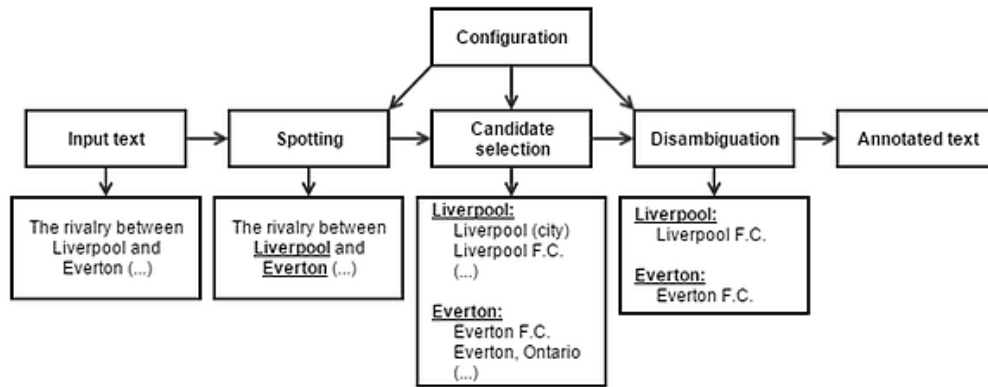 Configuration
Input text
Spotting
Candidate
selection
Disambiguation
Annotated text
The rivalry between
Liverpool and
Everton (...)
The rivalry between
Liverpool and
Everton (...)
Liverpool:
Liverpool (city)
Liverpool F.C.
(...)
Everton:
Everton F.C.
Everton, Ontario
(...)
Liverpool:
Liverpool F.C.
Everton:
Everton F.C.